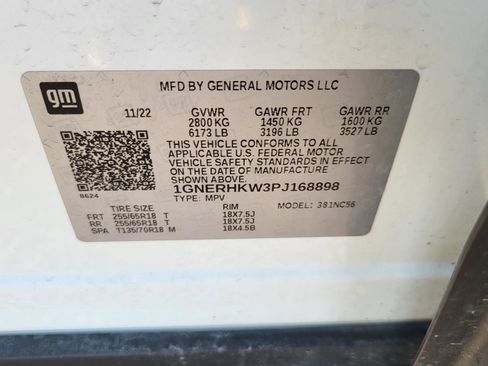 gm
MFD BY GENERAL MOTORS LLC
11/22 GVWR GAWR FRT GAWR RR
2800 KG 1450 KG 1600 KG
6173 LB 3196 LB 3527 LB
THIS VEHICLE CONFORMS TO ALL
APPLICABLE U.S. FEDERAL MOTOR
VEHICLE SAFETY STANDARDS IN EFFECT
ON THE DATE OF MANUFACTURE
SHOWN ABOVE.
1GNERHKW3PJ168898
8624 TYPE: MPV MODEL: 381NC56
TIRE SIZE RIM
FRT 255/65R18 T 18X7.5J
RR 255/65R18 T 18X7.5J
SPA T135/70R18 M 18X4.5B